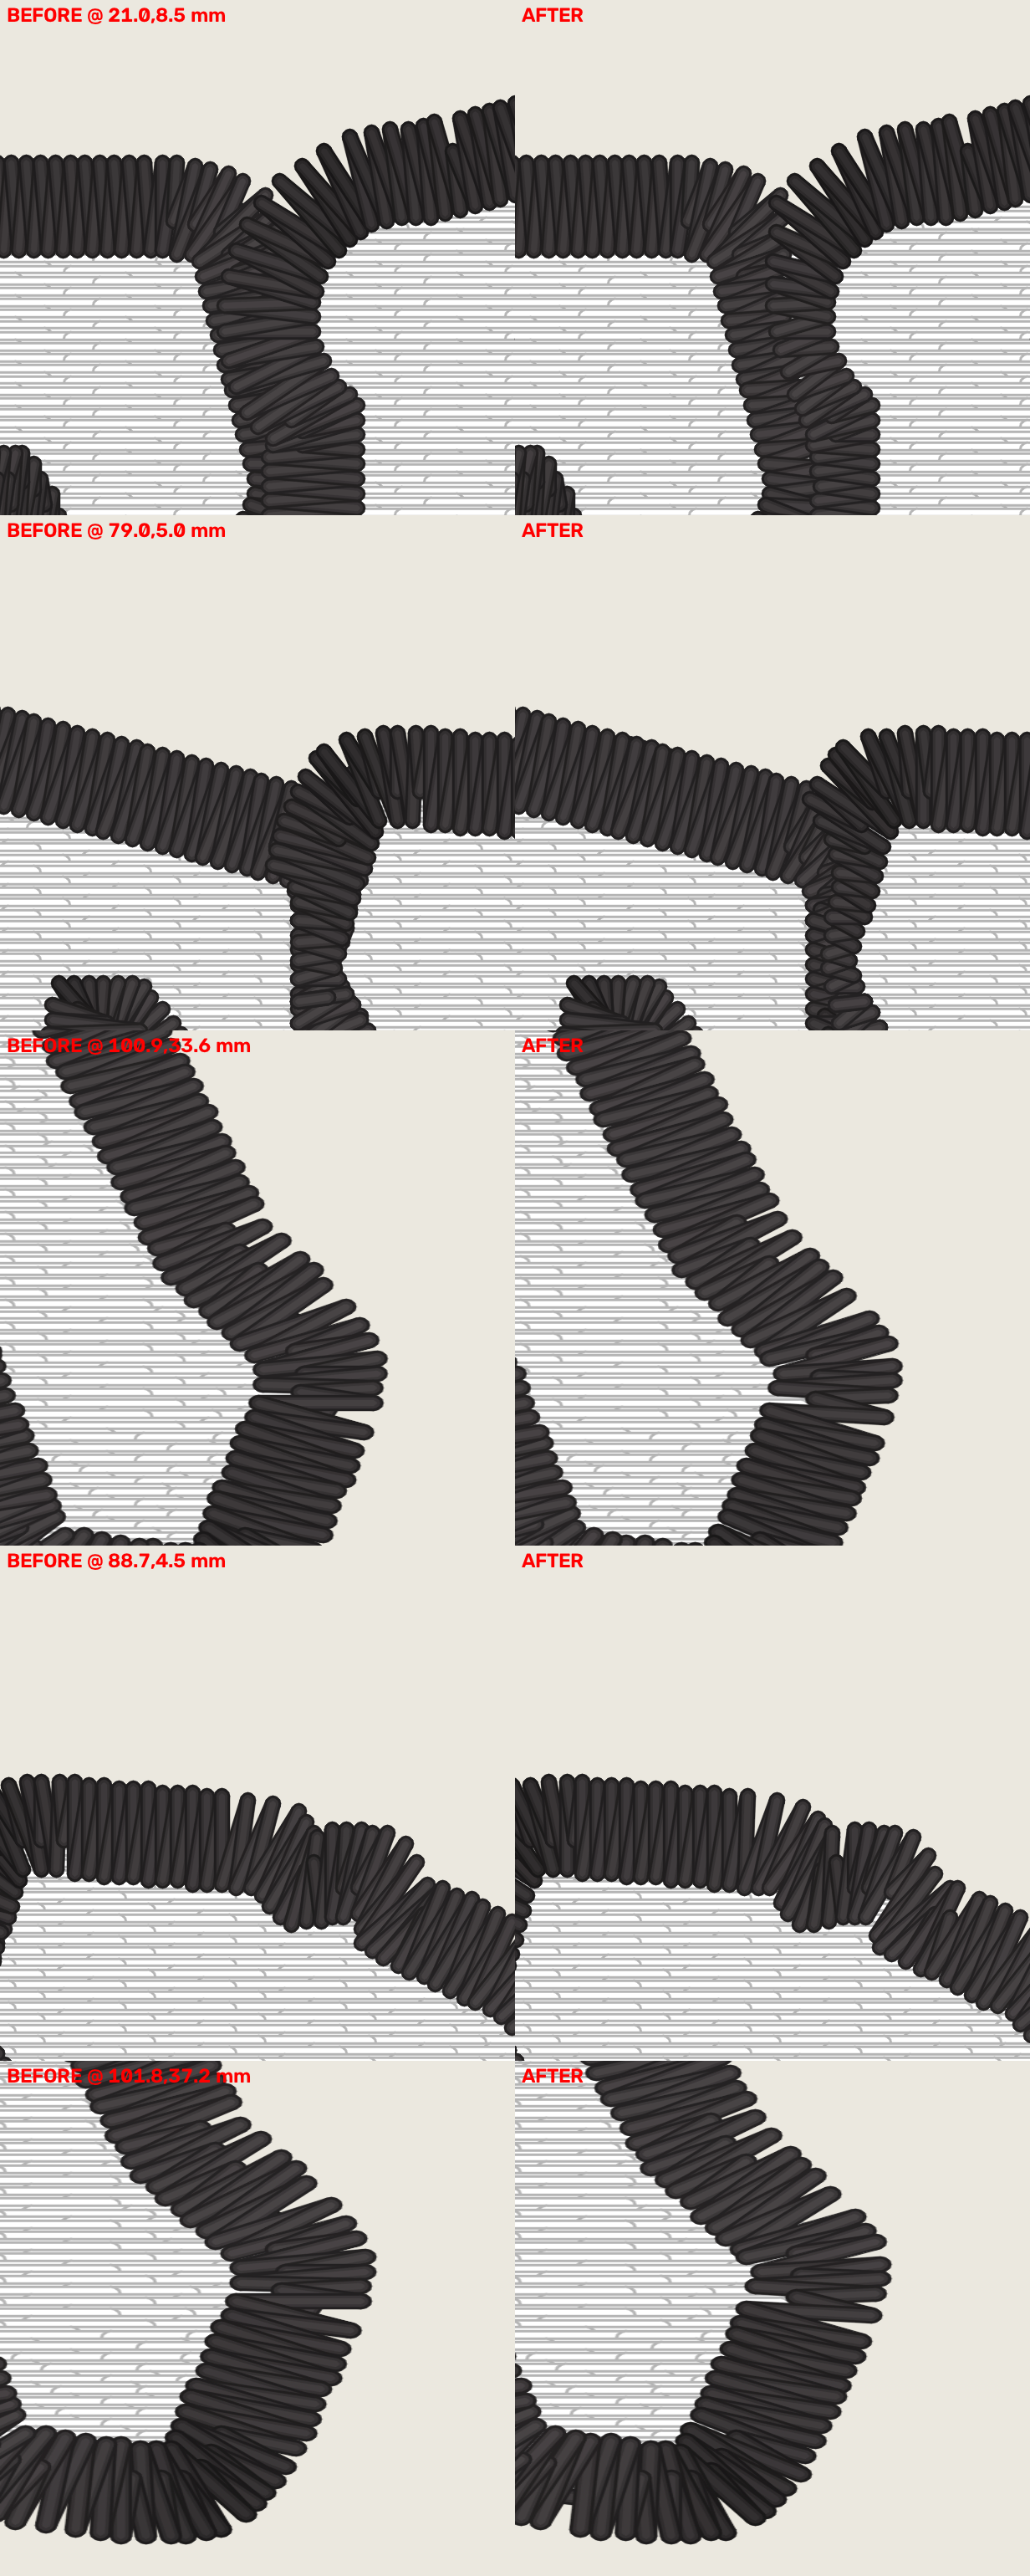 BEFORE @ 21.0,8.5 mm AFTER
BEFORE @ 79.0,5.0 mm AFTER
BEFORE @ 100.9,33.6 mm AFTER
BEFORE @ 88.7,4.5 mm AFTER
BEFORE @ 101.8,37.2 mm AFTER